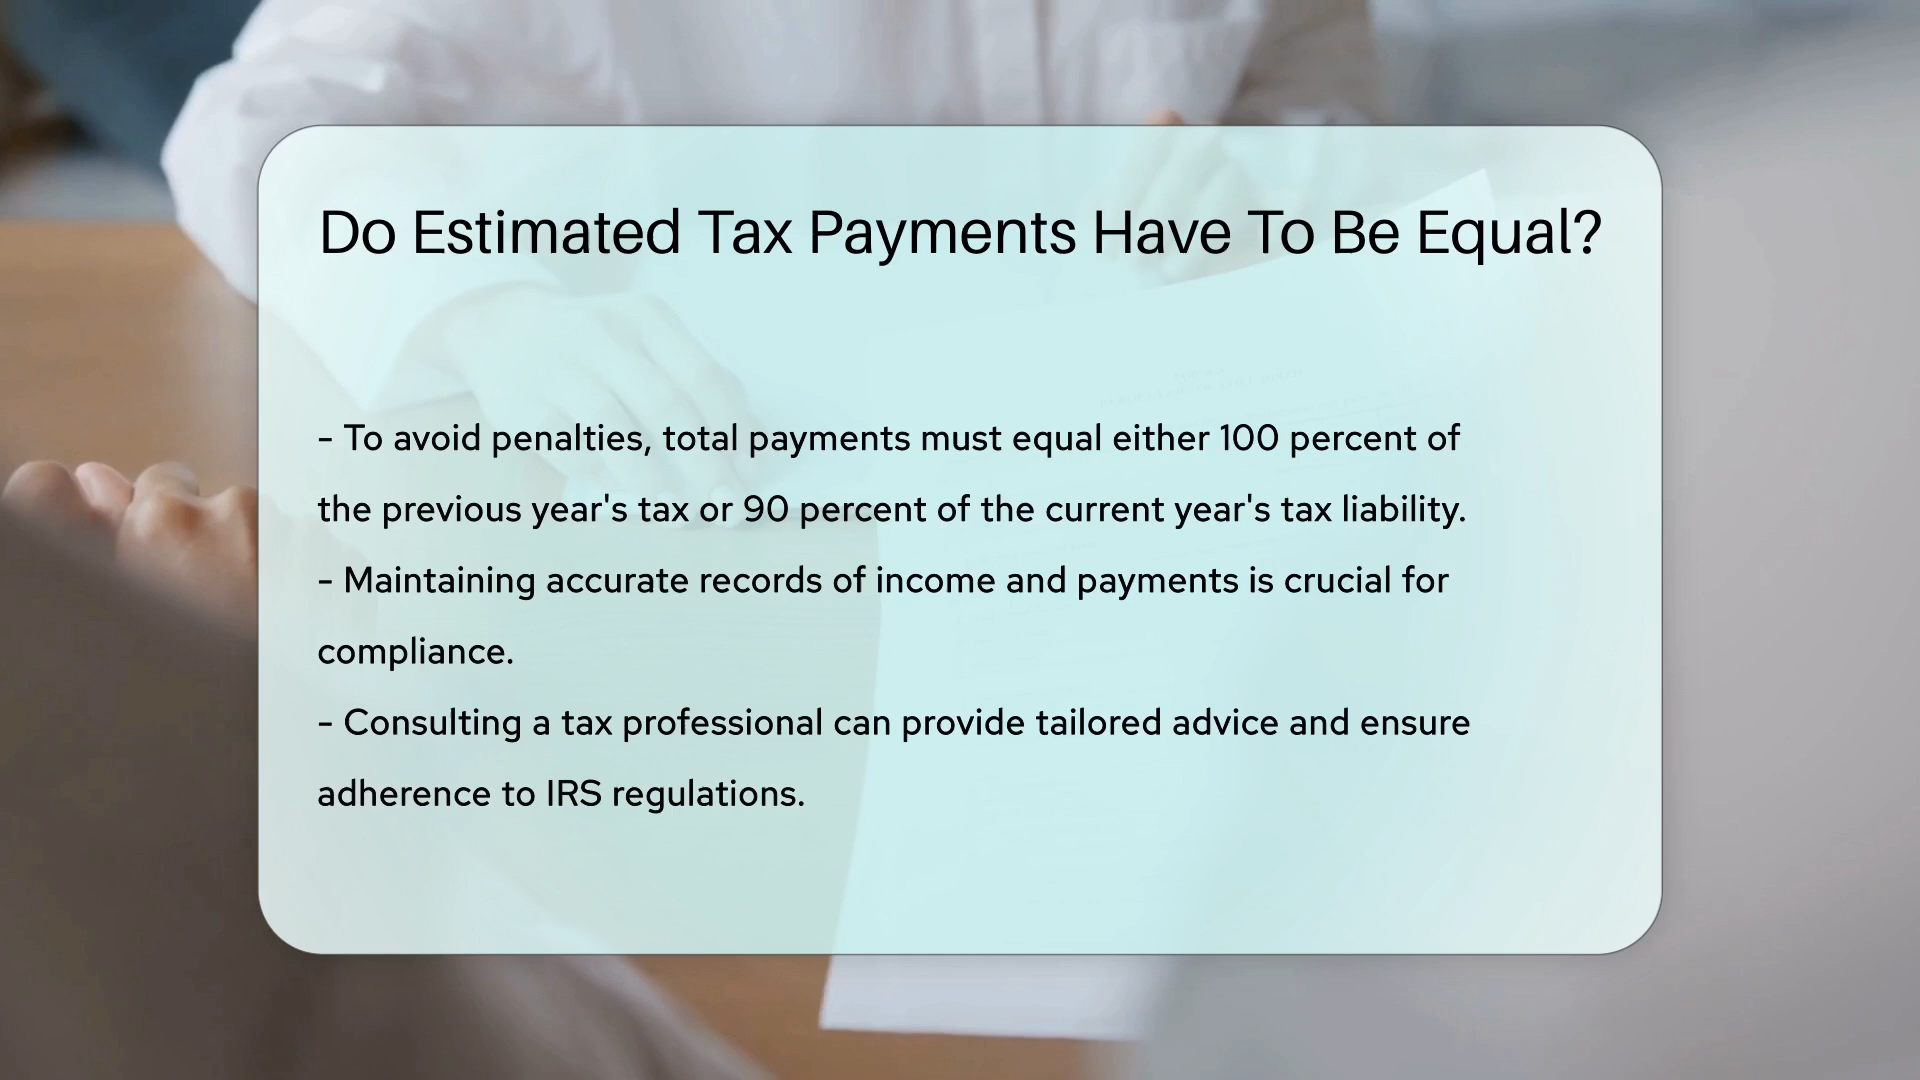 Do Estimated Tax Payments Have To Be Equal?
- To avoid penalties, total payments must equal either 100 percent of
the previous year's tax or 90 percent of the current year's tax liability.
- Maintaining accurate records of income and payments is crucial for
compliance.
- Consulting a tax professional can provide tailored advice and ensure
adherence to IRS regulations.